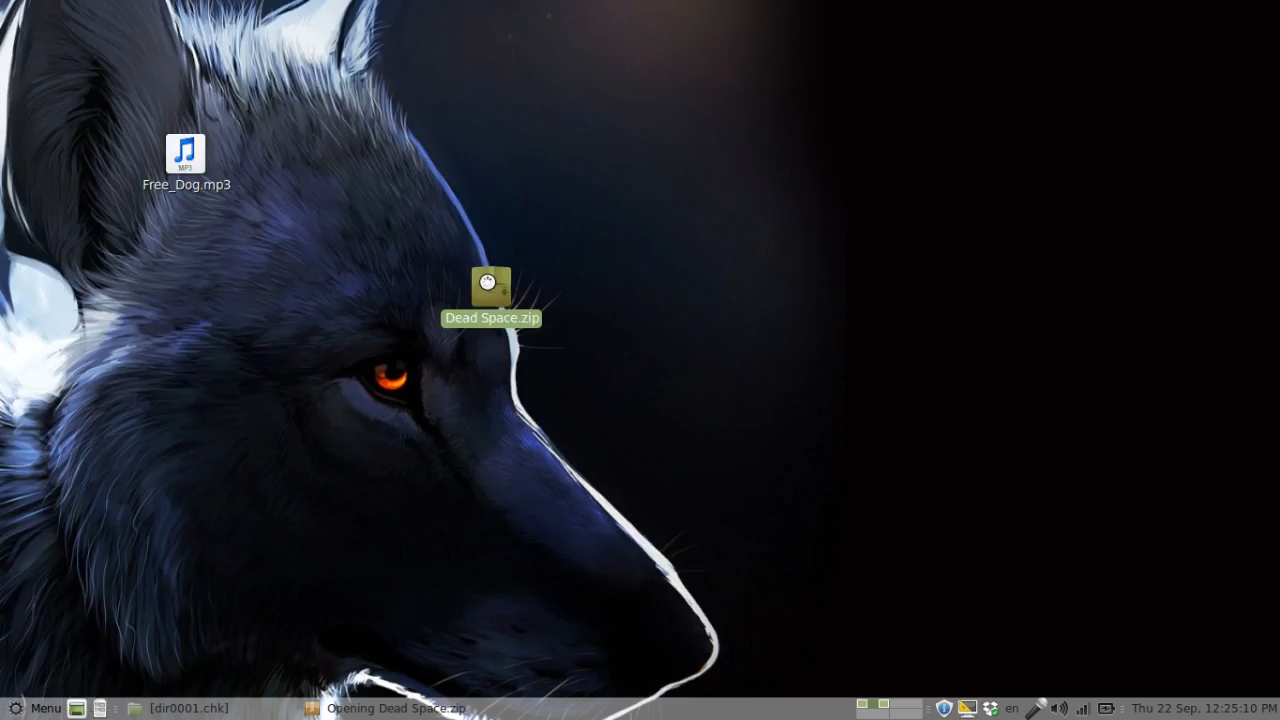 MP3
Free_Dog.mp3
Dead Space.zip
Menu
[dir0001.chk]
Opening Dead Space.zip
en
Thu 22 Sep, 12:25:10 PM